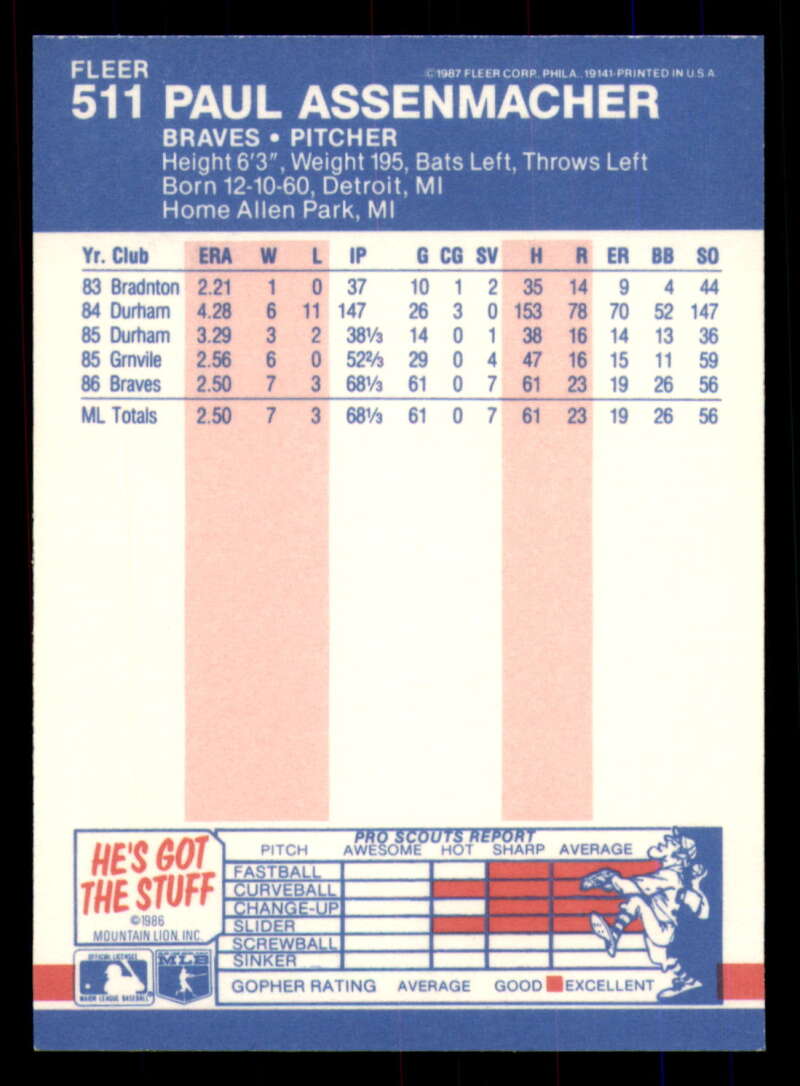 FLEER
©1987 FLEER CORP. PHILA., 19141-PRINTED IN U.S.A.
511 PAUL ASSENMACHER
BRAVES • PITCHER
Height 6'3", Weight 195, Bats Left, Throws Left
Born 12-10-60, Detroit, MI
Home Allen Park, MI
Yr. Club ERA W L IP G CG SV H R ER BB SO
83 Bradnton 2.21 1 0 37 10 1 2 35 14 9 4 44
84 Durham 4.28 6 11 147 26 3 0 153 78 70 52 147
85 Durham 3.29 3 2 38⅓ 14 0 1 38 16 14 13 36
85 Grnvile 2.56 6 0 52⅔ 29 0 4 47 16 15 11 59
86 Braves 2.50 7 3 68⅓ 61 0 7 61 23 19 26 56
ML Totals 2.50 7 3 68⅓ 61 0 7 61 23 19 26 56
HE'S GOT
THE STUFF
©1986
MOUNTAIN LION, INC.
PRO SCOUTS REPORT
PITCH AWESOME HOT SHARP AVERAGE
FASTBALL
CURVEBALL
CHANGE-UP
SLIDER
SCREWBALL
SINKER
GOPHER RATING AVERAGE GOOD EXCELLENT
OFFICIAL LICENSEE
MAJOR LEAGUE BASEBALL
MLB